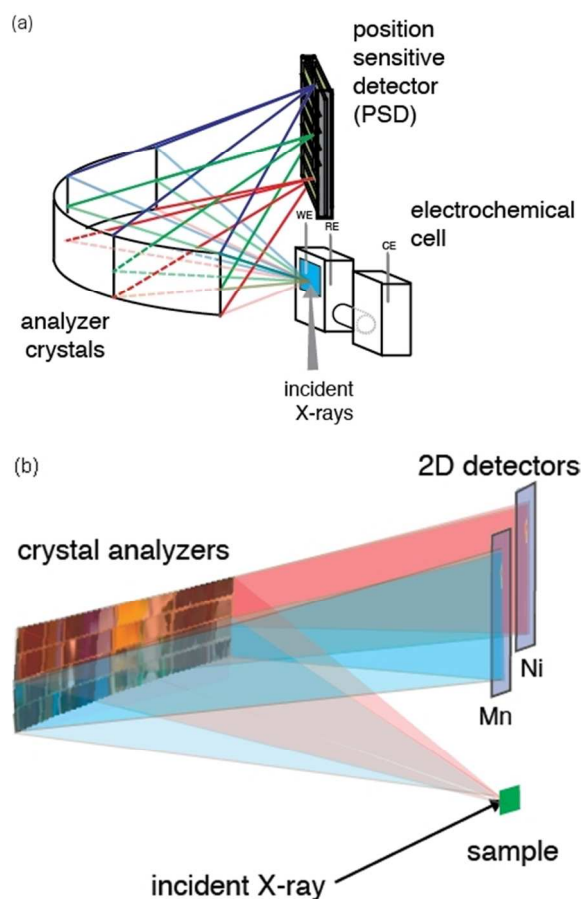 (a)
position
sensitive
detector
(PSD)
WE
RE
CE
electrochemical
cell
analyzer
crystals
incident
X-rays
(b)
2D detectors
crystal analyzers
Ni
Mn
sample
incident X-ray